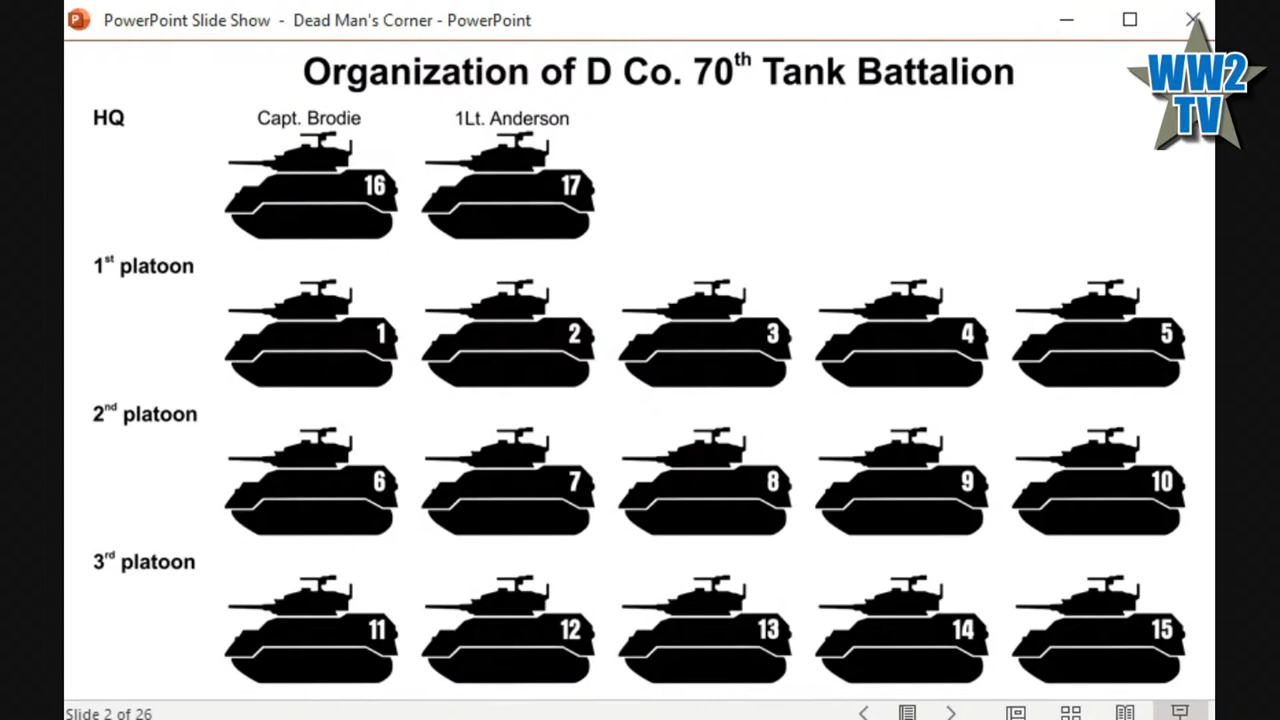 PowerPoint Slide Show - Dead Man's Corner - PowerPoint
WW2
TV
Organization of D Co. 70th Tank Battalion
HQ
Capt. Brodie 1Lt. Anderson
16 17
1st platoon
1 2 3 4 5
2nd platoon
6 7 8 9 10
3rd platoon
11 12 13 14 15
Slide 2 of 26